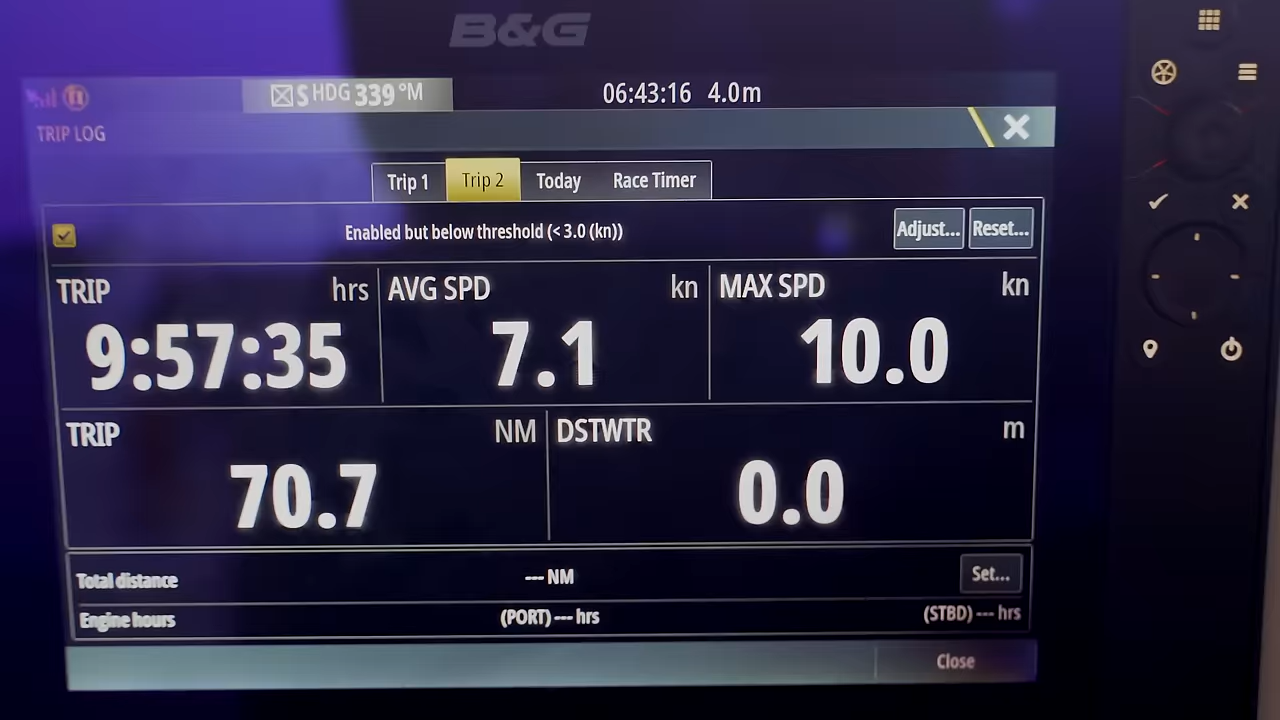 B&G
S HDG 339 °M 06:43:16 4.0m
TRIP LOG
Trip 1 Trip 2 Today Race Timer
Enabled but below threshold (< 3.0 (kn)) Adjust... Reset...
TRIP hrs AVG SPD kn MAX SPD kn
9:57:35 7.1 10.0
TRIP NM DSTWTR m
70.7 0.0
Total distance --- NM Set...
Engine hours (PORT) --- hrs (STBD) --- hrs
Close